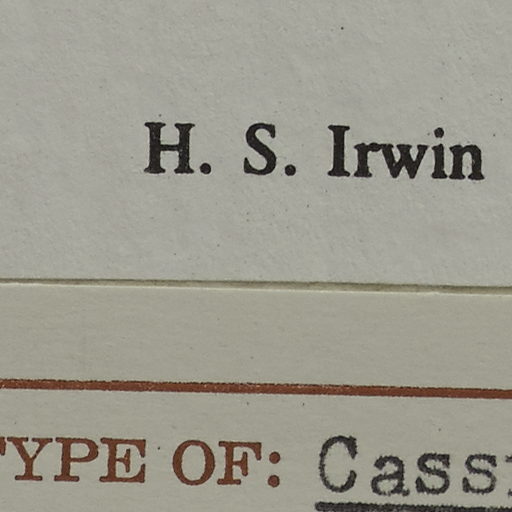 H. S. Irwin
TYPE OF: Cass